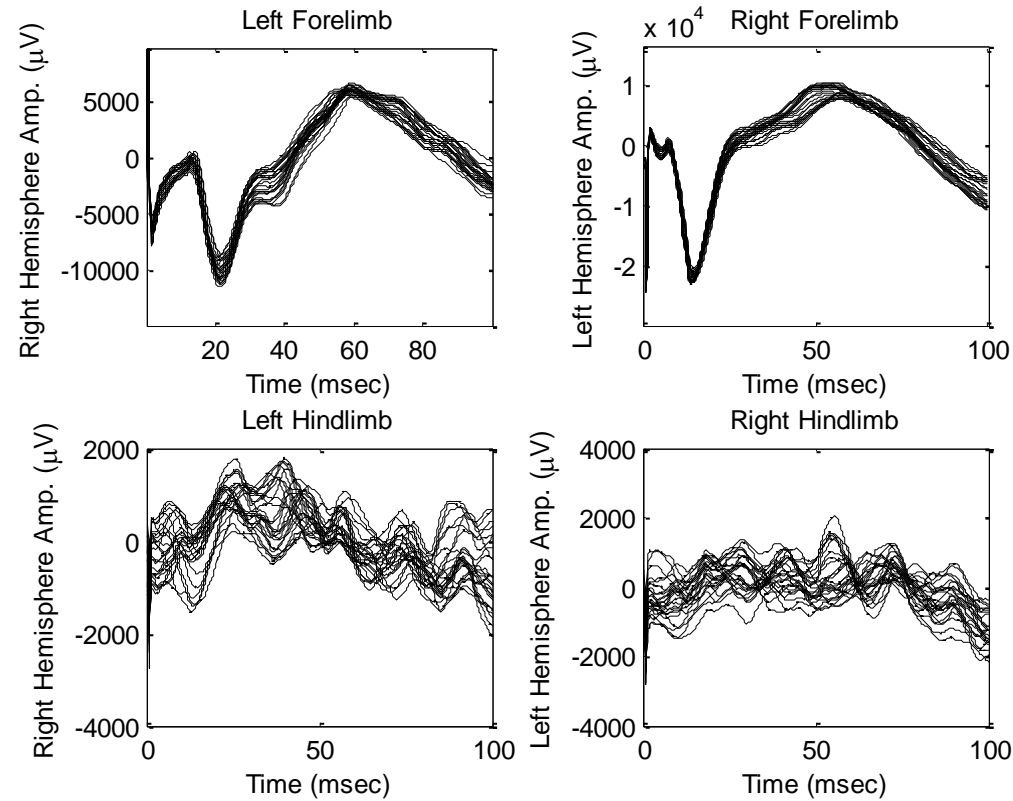 Left Forelimb
Right Hemisphere Amp. (μV)
5000
0
-5000
-10000
20 40 60 80
Time (msec)
Right Forelimb
x 10⁴
Left Hemisphere Amp. (μV)
1
0
-1
-2
0 50 100
Time (msec)
Left Hindlimb
Right Hemisphere Amp. (μV)
2000
0
-2000
-4000
0 50 100
Time (msec)
Right Hindlimb
Left Hemisphere Amp. (μV)
4000
2000
0
-2000
-4000
0 50 100
Time (msec)